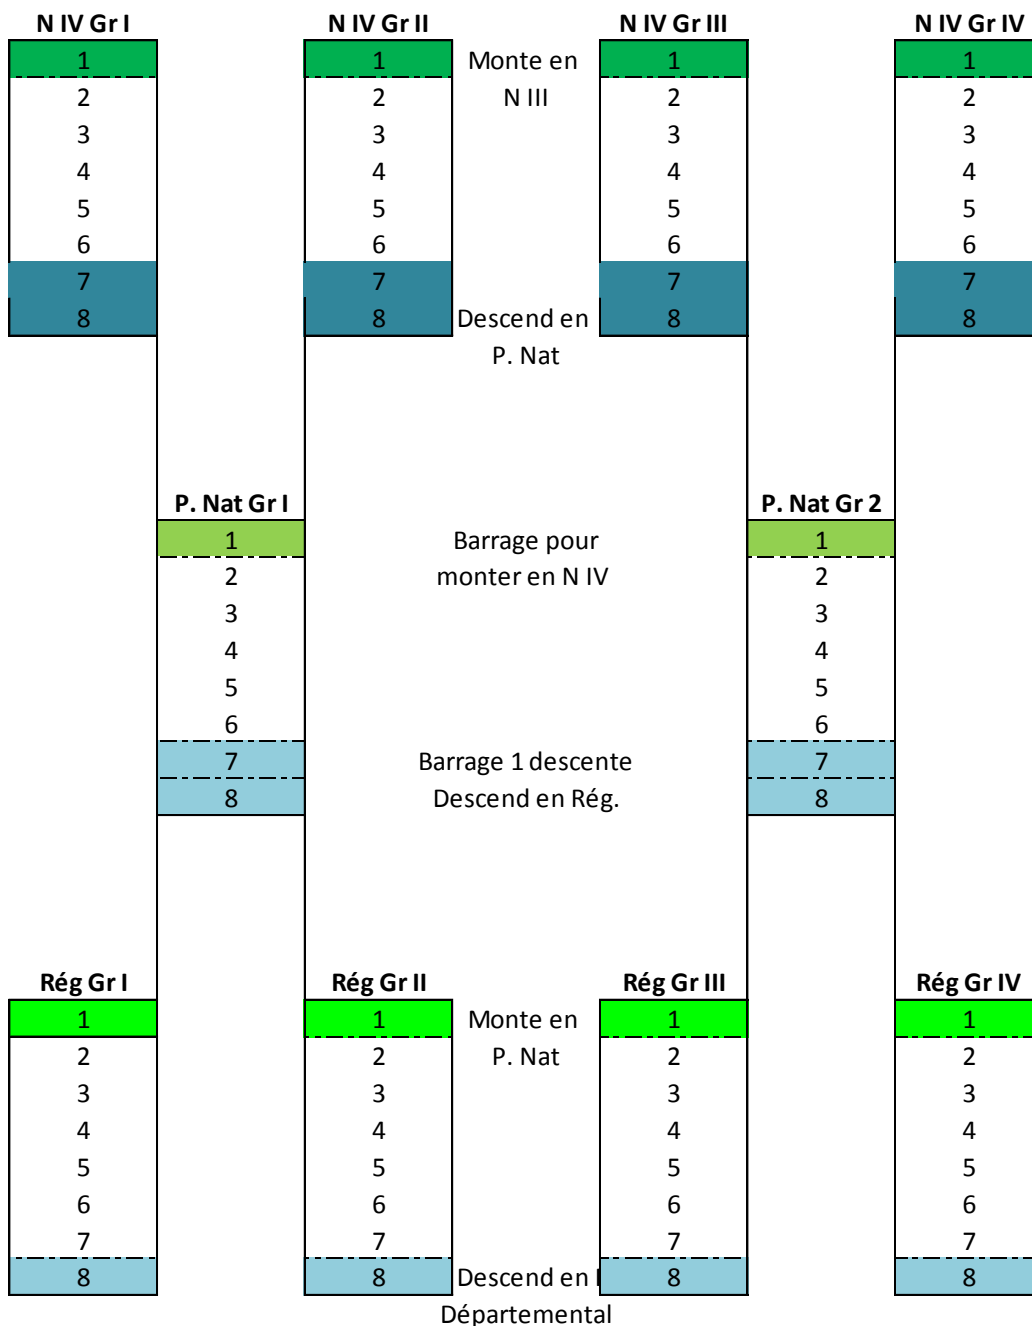 N IV Gr I N IV Gr II N IV Gr III N IV Gr IV
1 1 Monte en 1 1
2 2 N III 2 2
3 3 3 3
4 4 4 4
5 5 5 5
6 6 6 6
7 7 7 7
8 8 Descend en 8 8
P. Nat
P. Nat Gr I P. Nat Gr 2
1 Barrage pour 1
2 monter en N IV 2
3 3
4 4
5 5
6 6
7 Barrage 1 descente 7
8 Descend en Rég. 8
Rég Gr I Rég Gr II Rég Gr III Rég Gr IV
1 1 Monte en 1 1
2 2 P. Nat 2 2
3 3 3 3
4 4 4 4
5 5 5 5
6 6 6 6
7 7 7 7
8 8 Descend en 8 8
Départemental